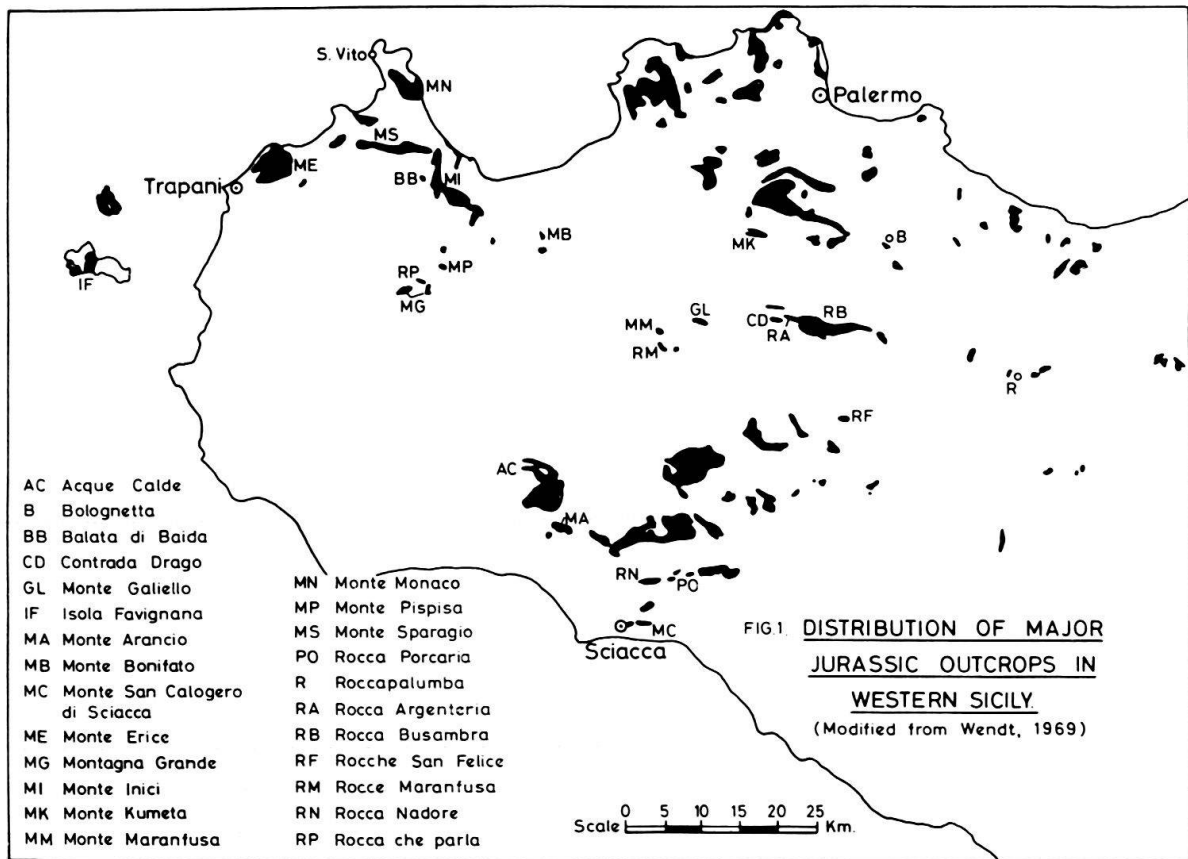 S. Vito
MN
Palermo
MS
ME
BB
MI
Trapani
MB
MK
B
IF
RP
MP
MG
GL
CD
RB
MM
RA
RM
R
RF
AC
MA
RN
PO
MC
Sciacca
AC Acque Calde
B Bolognetta
BB Balata di Baida
CD Contrada Drago
GL Monte Galiello
IF Isola Favignana
MA Monte Arancio
MB Monte Bonifato
MC Monte San Calogero
di Sciacca
ME Monte Erice
MG Montagna Grande
MI Monte Inici
MK Monte Kumeta
MM Monte Maranfusa
MN Monte Monaco
MP Monte Pispisa
MS Monte Sparagio
PO Rocca Porcaria
R Roccapalumba
RA Rocca Argenteria
RB Rocca Busambra
RF Rocche San Felice
RM Rocce Maranfusa
RN Rocca Nadore
RP Rocca che parla
FIG.1. DISTRIBUTION OF MAJOR
JURASSIC OUTCROPS IN
WESTERN SICILY.
(Modified from Wendt, 1969)
0 5 10 15 20 25
Scale Km.